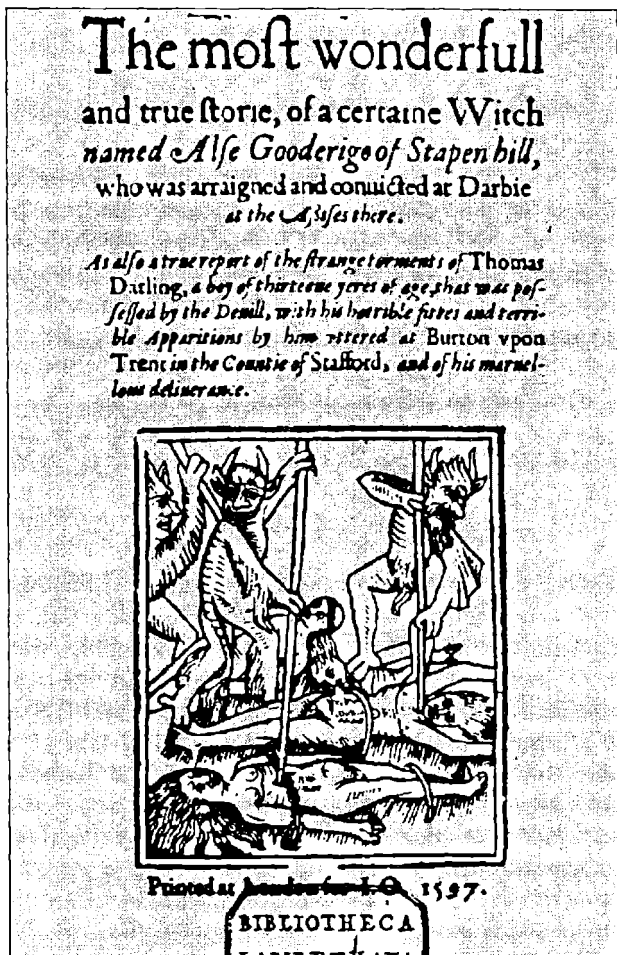 The moſt wonderfull
and true ſtorie, of a certaine Witch
named Alſe Gooderige of Stapen hill,
who was arraigned and conuicted at Darbie
at the Aſſiſes there.
As alſo a true report of the ſtrange torments of Thomas
Darling, a boy of thirteene yeres of age, that was poſ-
ſeſſed by the Deuill, with his horrible fittes and terri-
ble Apparitions by him vttered at Burton vpon
Trent in the Countie of Stafford, and of his maruel-
lous deliuerance.
Printed at London for I.O. 1597.
BIBLIOTHECA